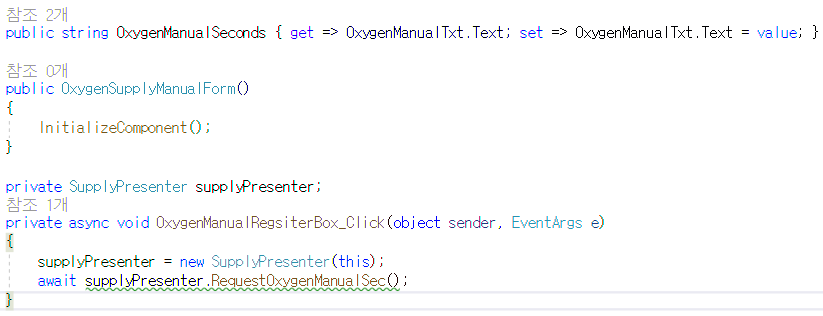 참조 2개
public string OxygenManualSeconds { get => OxygenManualTxt.Text; set => OxygenManualTxt.Text = value; }
참조 0개
public OxygenSupplyManualForm()
{
InitializeComponent();
}
private SupplyPresenter supplyPresenter;
참조 1개
private async void OxygenManualRegsiterBox_Click(object sender, EventArgs e)
{
supplyPresenter = new SupplyPresenter(this);
await supplyPresenter.RequestOxygenManualSec();
}